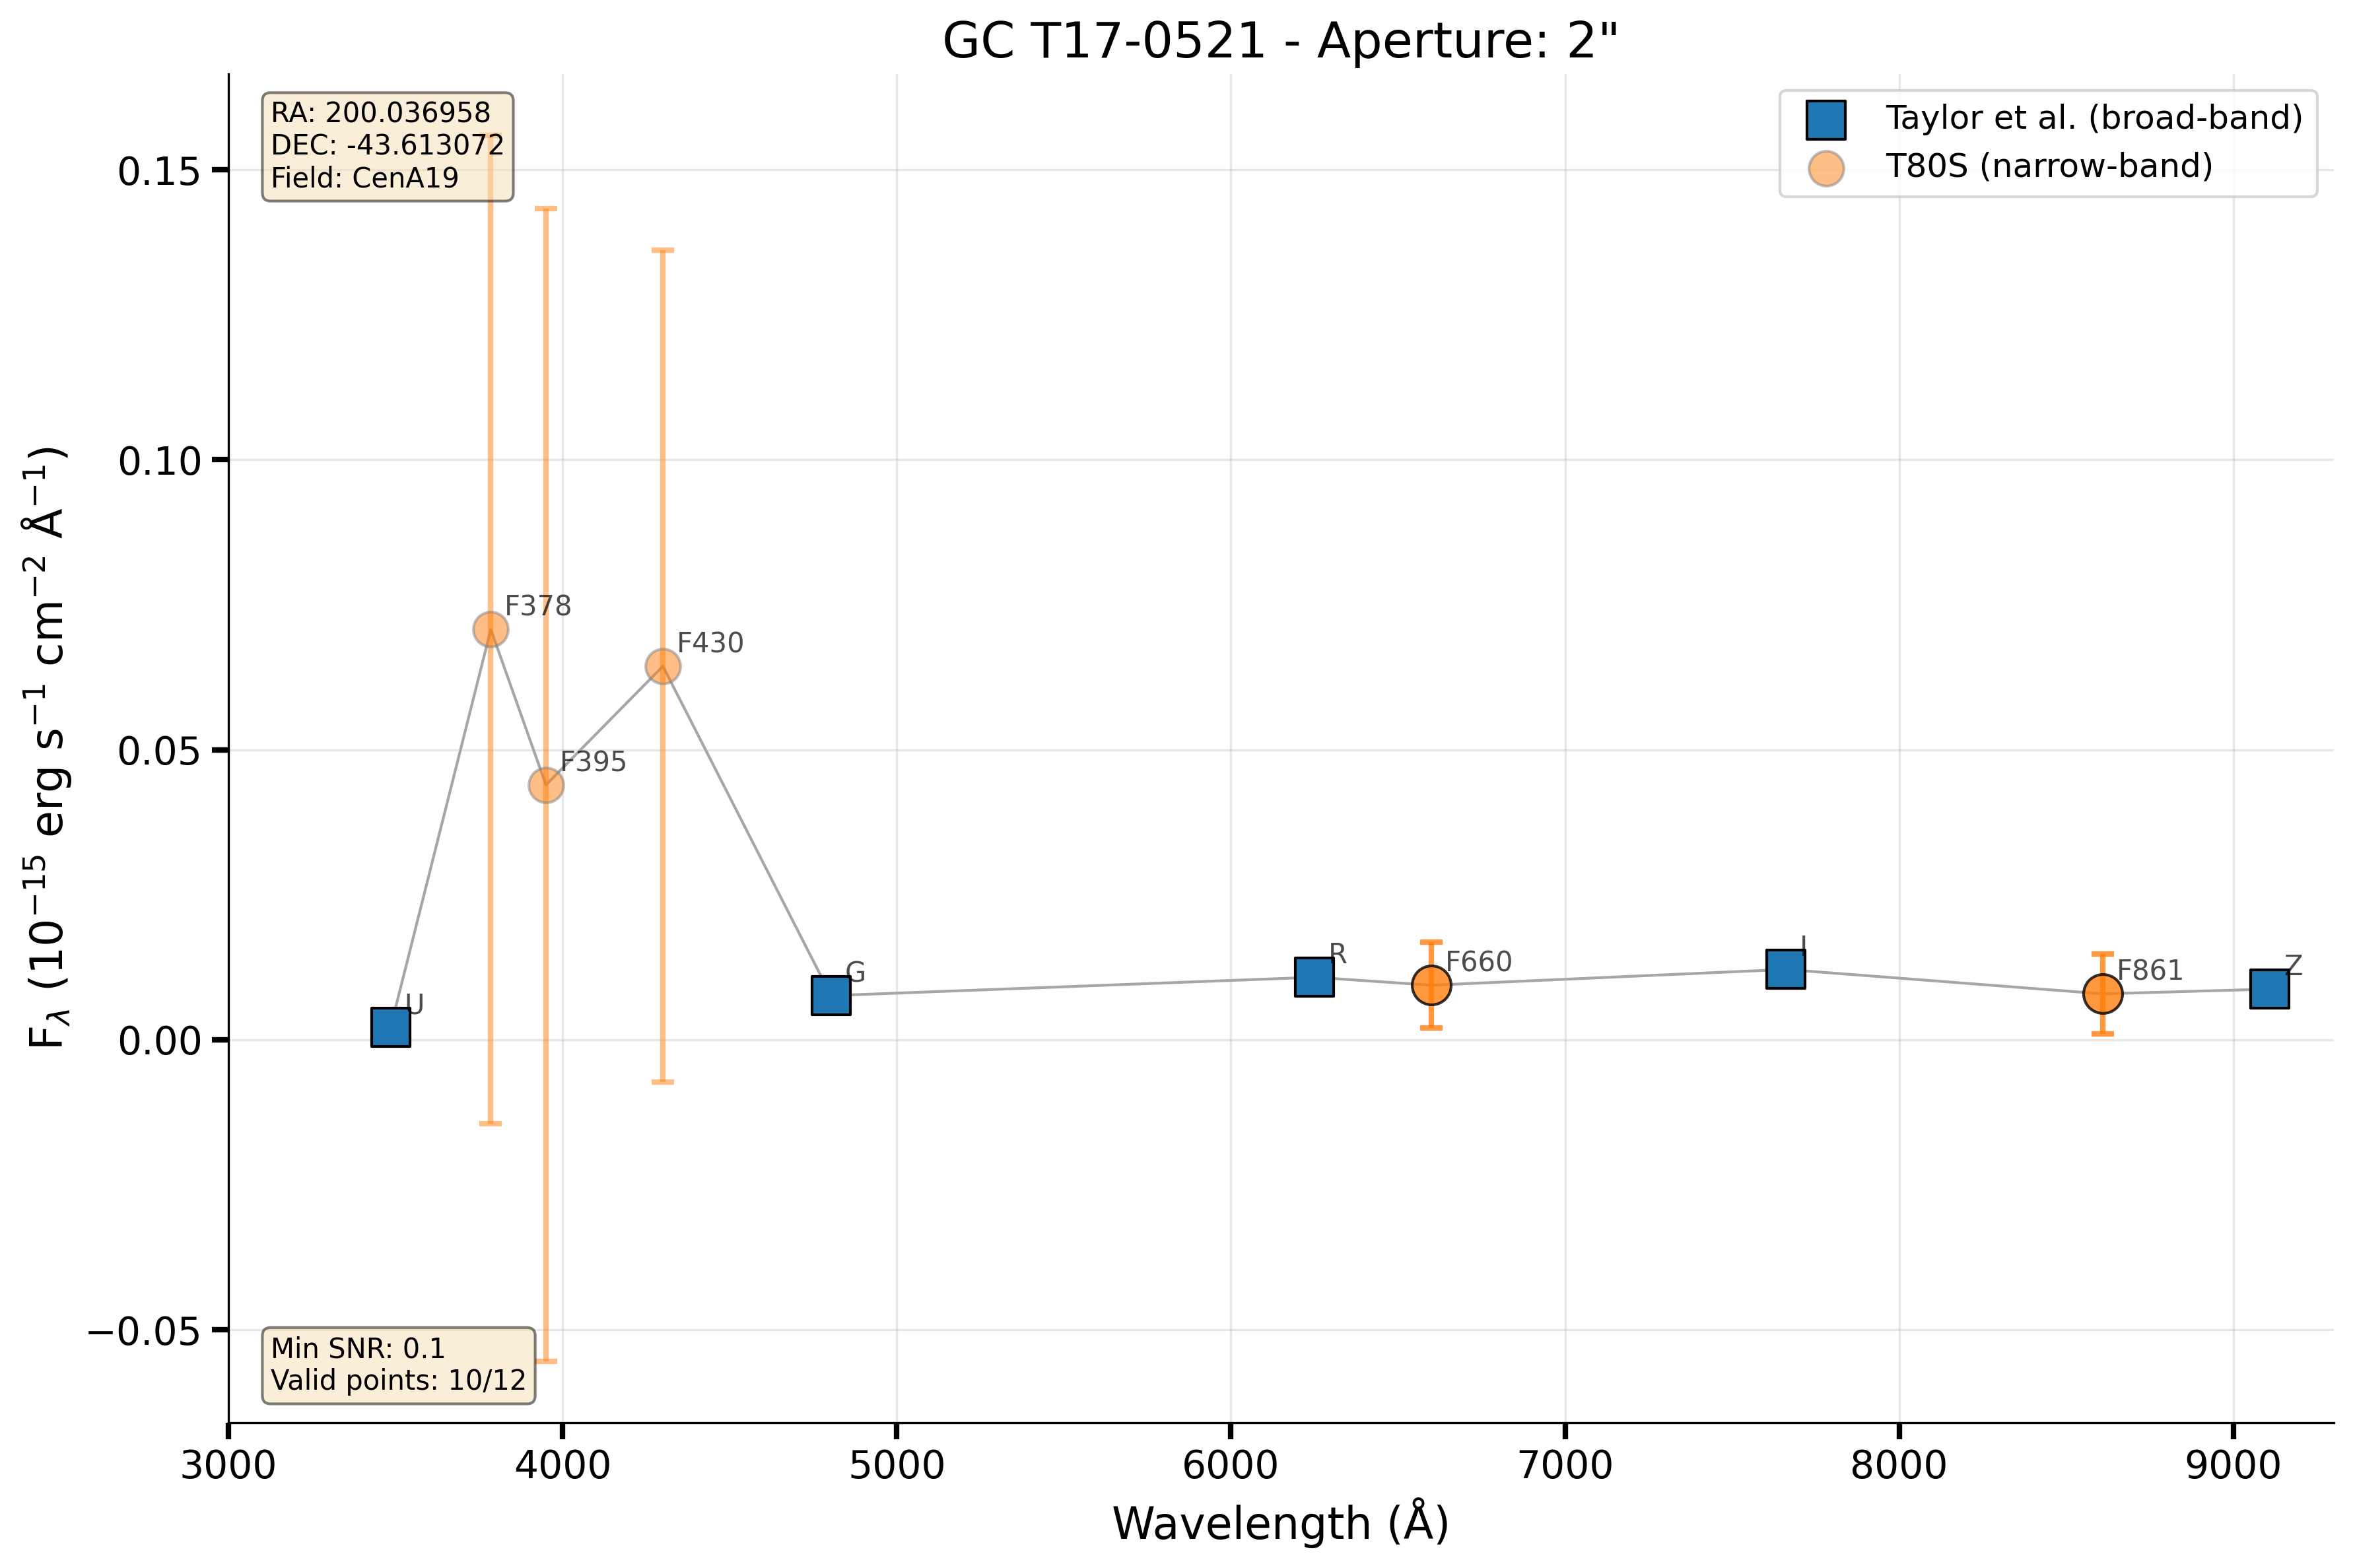 GC T17-0521 - Aperture: 2"
RA: 200.036958
DEC: -43.613072
Field: CenA19
Taylor et al. (broad-band)
T80S (narrow-band)
0.15
0.10
0.05
0.00
−0.05
F378
F430
F395
U
G
R
F660
I
F861
Z
Min SNR: 0.1
Valid points: 10/12
3000 4000 5000 6000 7000 8000 9000
Wavelength (Å)
F_λ (10⁻¹⁵ erg s⁻¹ cm⁻² Å⁻¹)